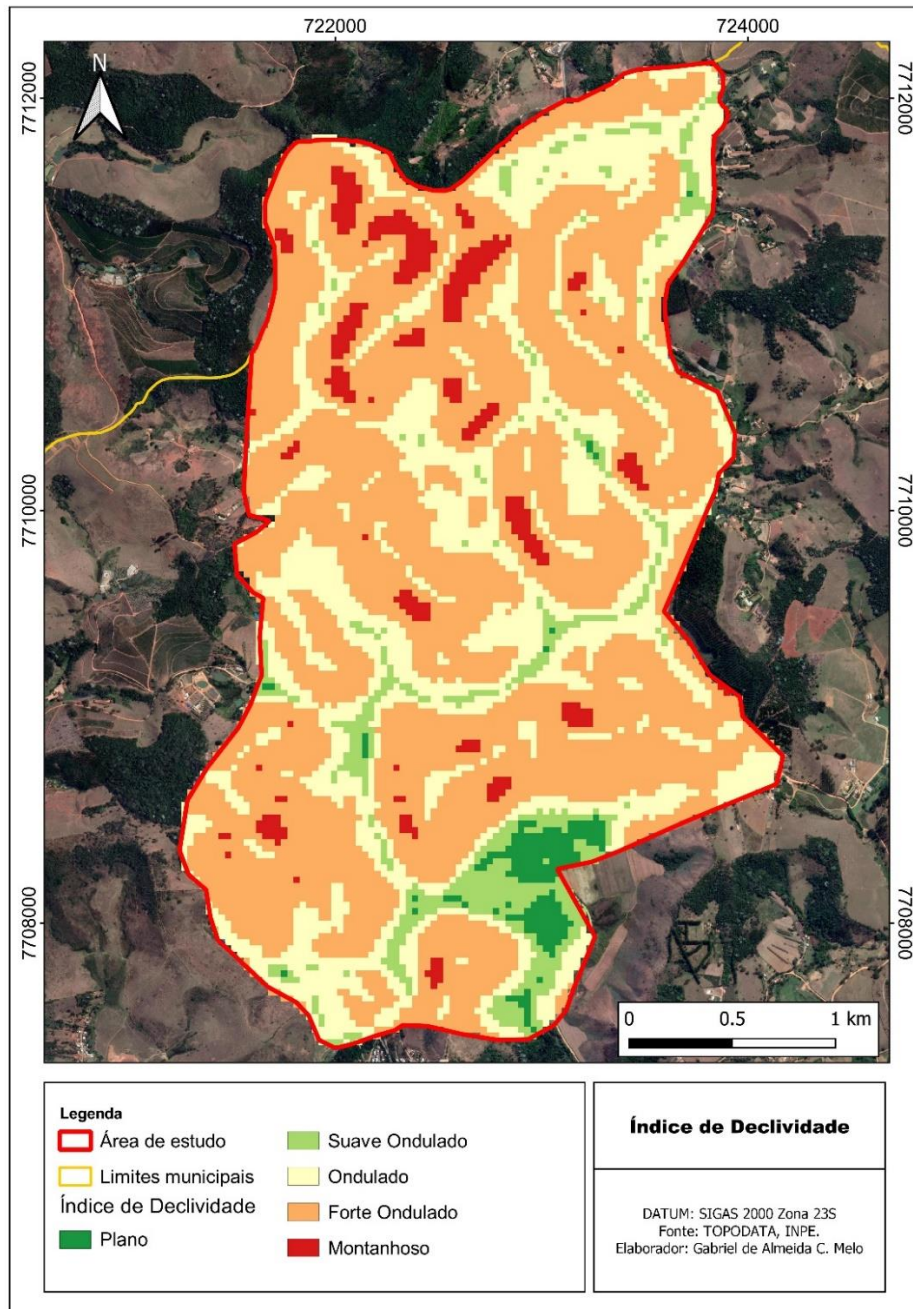 722000
724000
N
7712000
7712000
7710000
7710000
7708000
7708000
0
0.5
1 km
Legenda
Área de estudo
Limites municipais
Índice de Declividade
Plano
Suave Ondulado
Ondulado
Forte Ondulado
Montanhoso
Índice de Declividade
DATUM: SIGAS 2000 Zona 23S
Fonte: TOPODATA, INPE.
Elaborador: Gabriel de Almeida C. Melo